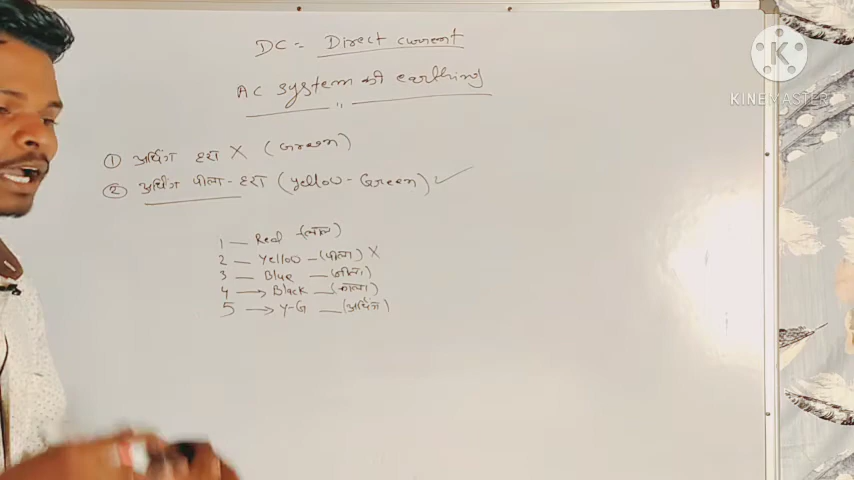 DC = Direct current
AC system की earthing
① अर्थिंग हरा X (Green)
② अर्थिंग पीला - हरा (Yellow - Green) ✓
1 — Red — (लाल)
2 — Yellow — (पीला) X
3 — Blue — (नीला)
4 → Black — (काला)
5 → Y-G — (अर्थिंग)
K
KINEMASTER